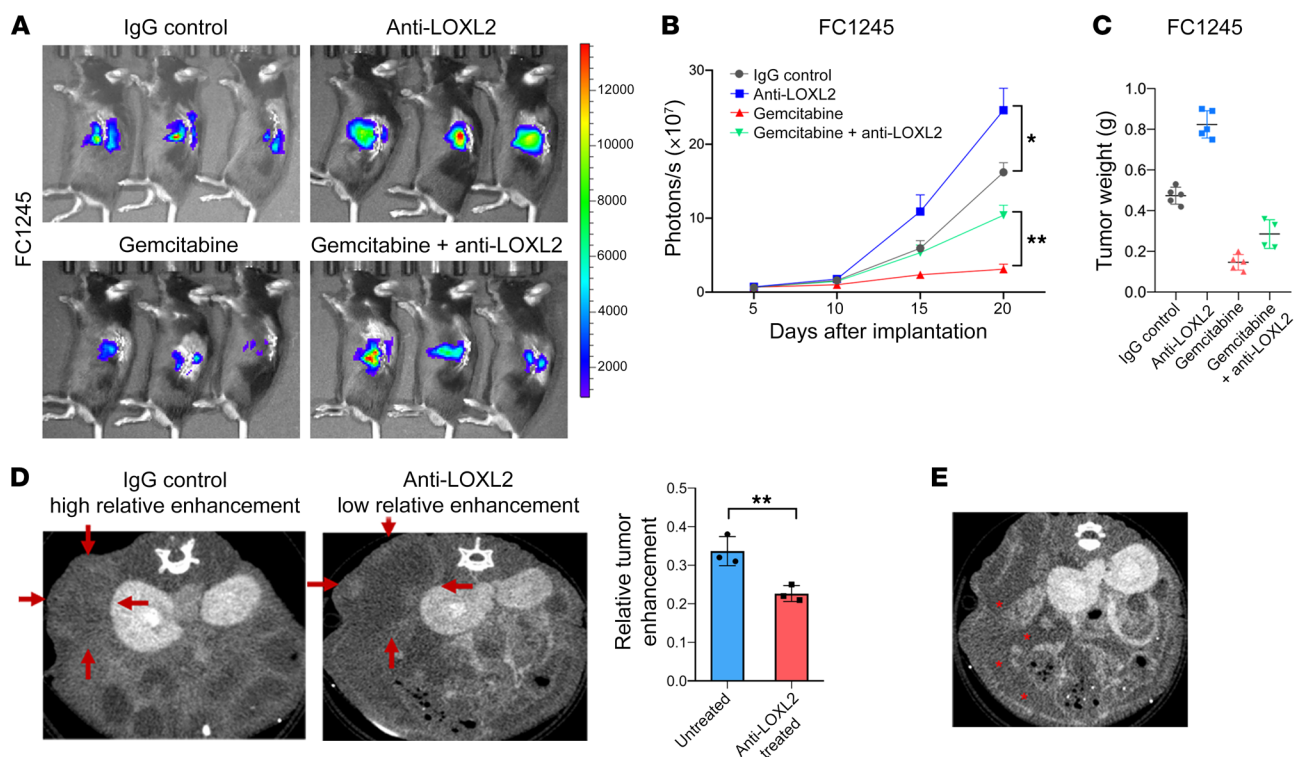 A
IgG control
Anti-LOXL2
FC1245
Gemcitabine
Gemcitabine + anti-LOXL2
12000
10000
8000
6000
4000
2000
B
FC1245
Photons/s (×10⁷)
30
20
10
0
IgG control
Anti-LOXL2
Gemcitabine
Gemcitabine + anti-LOXL2
*
**
5
10
15
20
Days after implantation
C
FC1245
Tumor weight (g)
1.0
0.8
0.6
0.4
0.2
0.0
IgG control
Anti-LOXL2
Gemcitabine
Gemcitabine
+ anti-LOXL2
D
IgG control
high relative enhancement
Anti-LOXL2
low relative enhancement
Relative tumor
enhancement
0.5
0.4
0.3
0.2
0.1
0.0
**
Untreated
Anti-LOXL2
treated
E